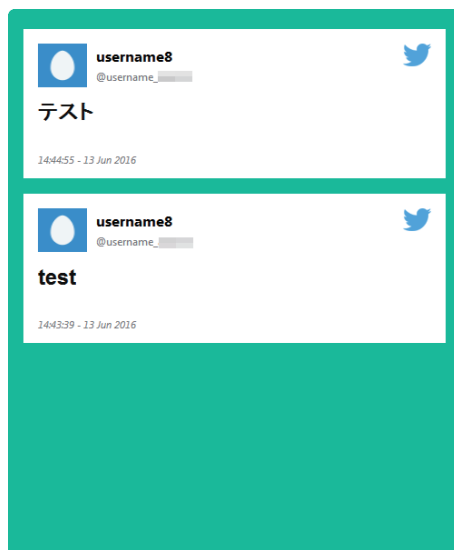 username8
@username_
テスト
14:44:55 - 13 Jun 2016
username8
@username_
test
14:43:39 - 13 Jun 2016